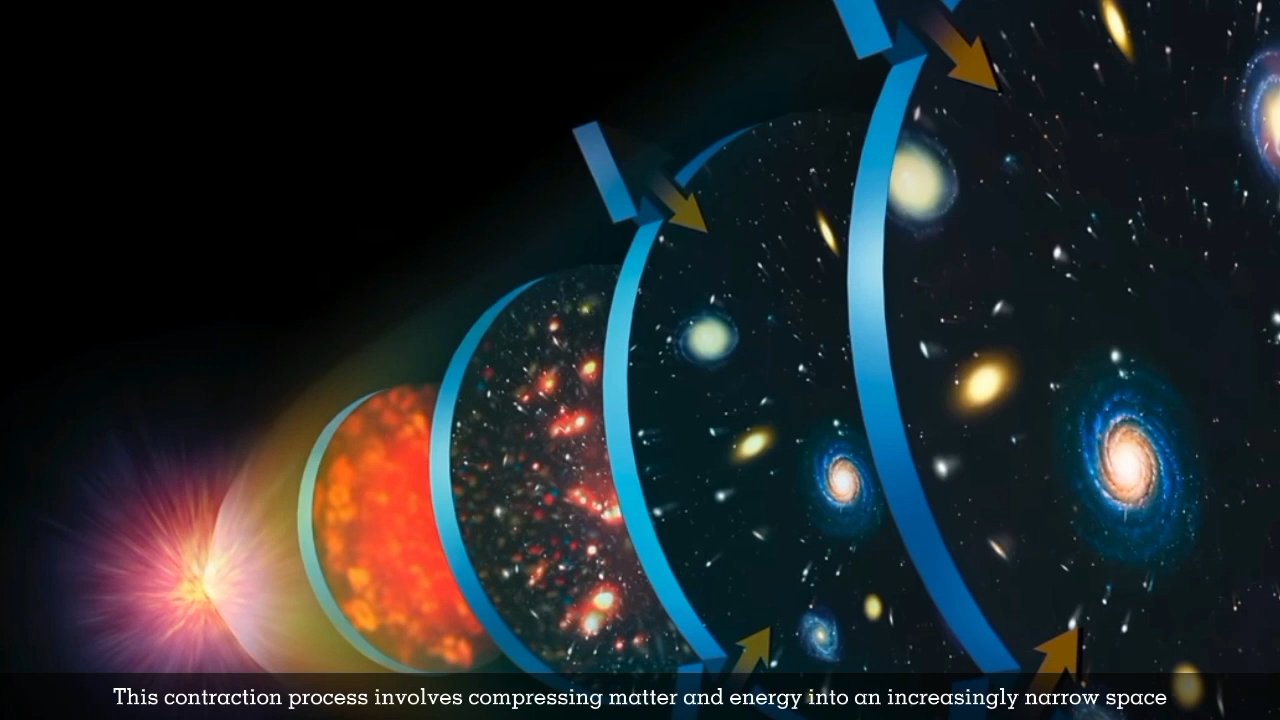 This contraction process involves compressing matter and energy into an increasingly narrow space